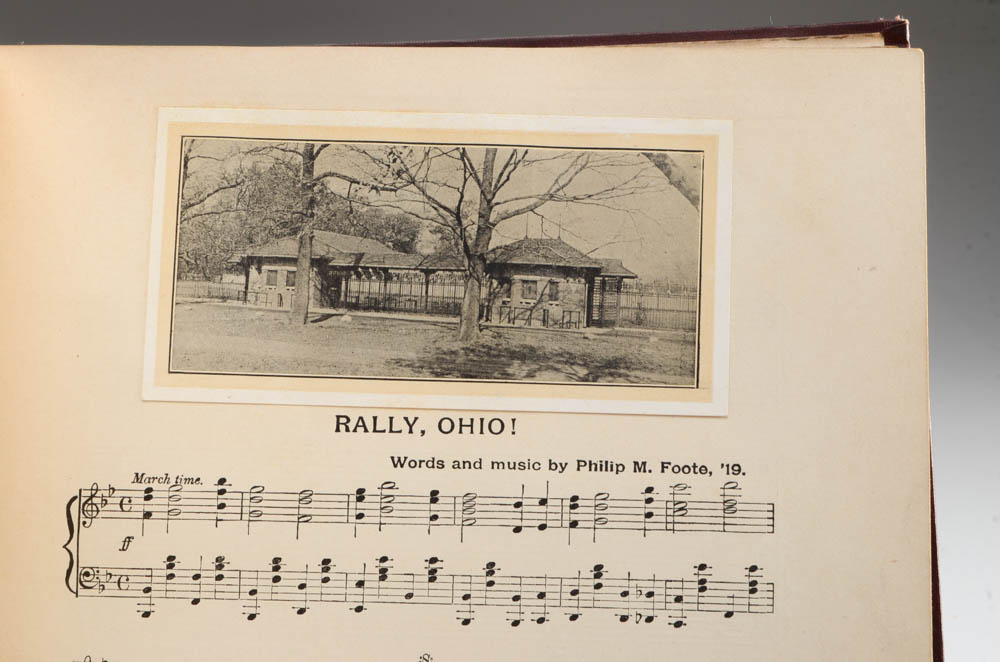 RALLY, OHIO!
Words and music by Philip M. Foote, '19.
March time.
ff